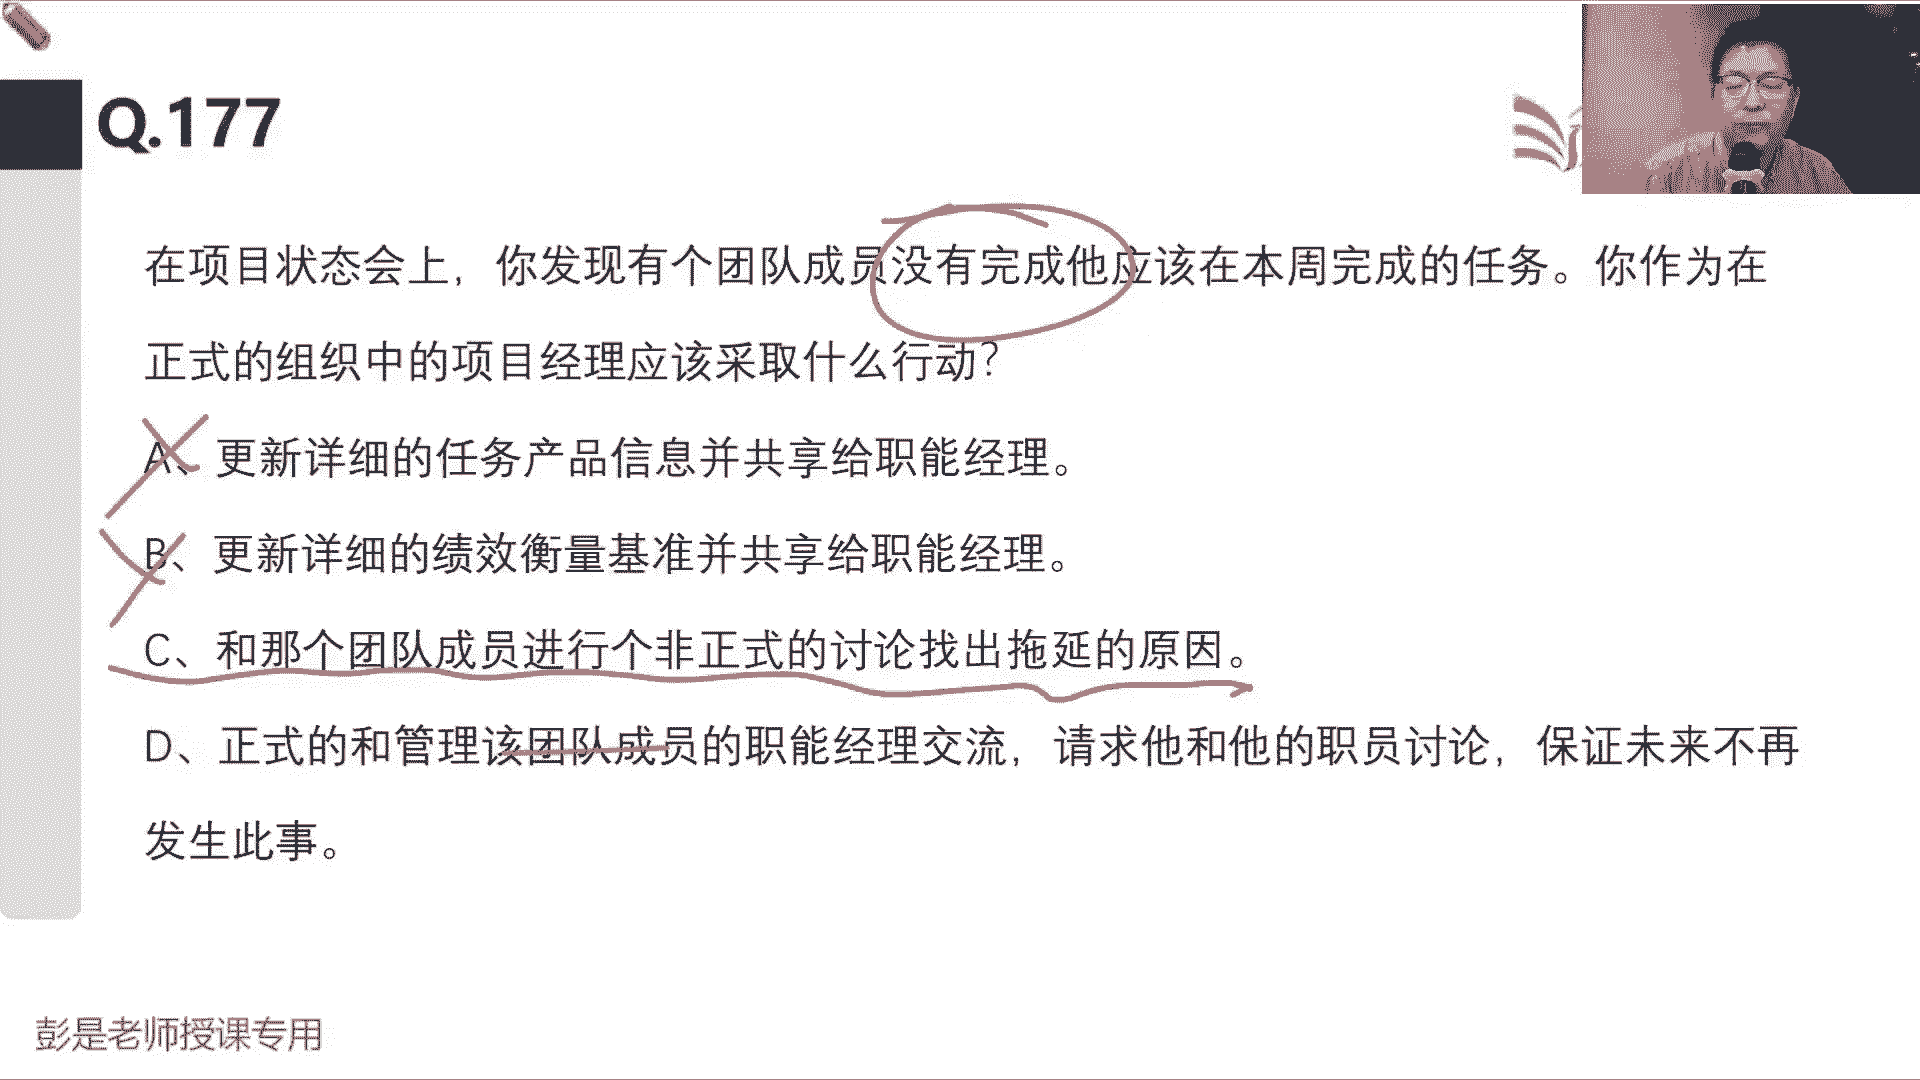 Q.177
在项目状态会上，你发现有个团队成员没有完成他应该在本周完成的任务。你作为在
正式的组织中的项目经理应该采取什么行动？
A、更新详细的任务产品信息并共享给职能经理。
B、更新详细的绩效衡量基准并共享给职能经理。
C、和那个团队成员进行个非正式的讨论找出拖延的原因。
D、正式的和管理该团队成员的职能经理交流，请求他和他的职员讨论，保证未来不再
发生此事。
彭是老师授课专用